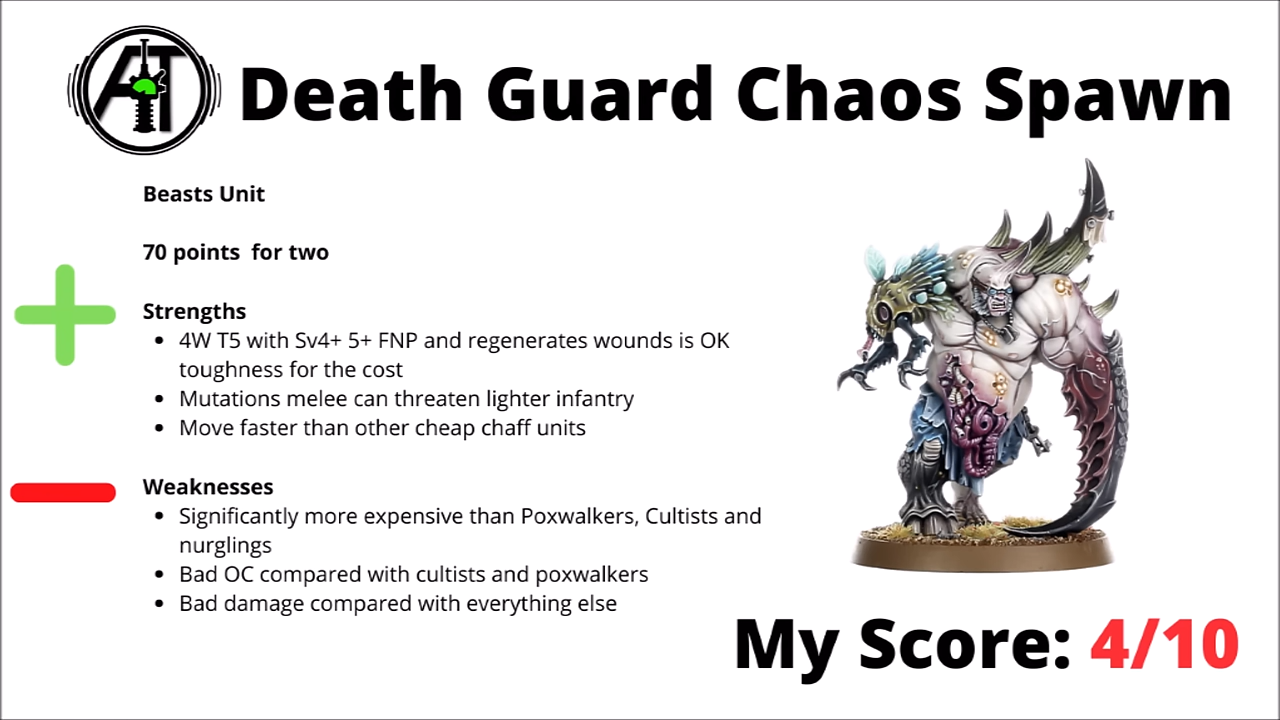 AT
Death Guard Chaos Spawn
Beasts Unit
70 points for two
Strengths
• 4W T5 with Sv4+ 5+ FNP and regenerates wounds is OK
toughness for the cost
• Mutations melee can threaten lighter infantry
• Move faster than other cheap chaff units
Weaknesses
• Significantly more expensive than Poxwalkers, Cultists and
nurglings
• Bad OC compared with cultists and poxwalkers
• Bad damage compared with everything else
My Score: 4/10